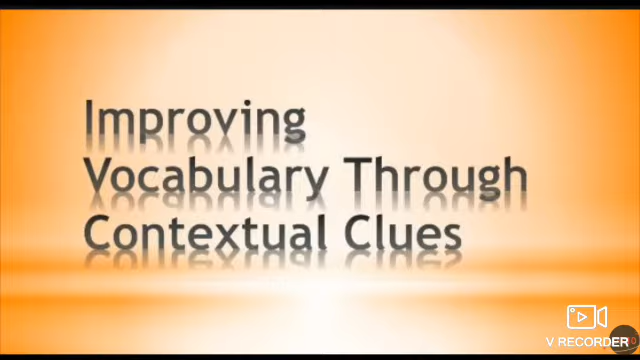 Improving
Vocabulary Through
Contextual Clues
V RECORDER